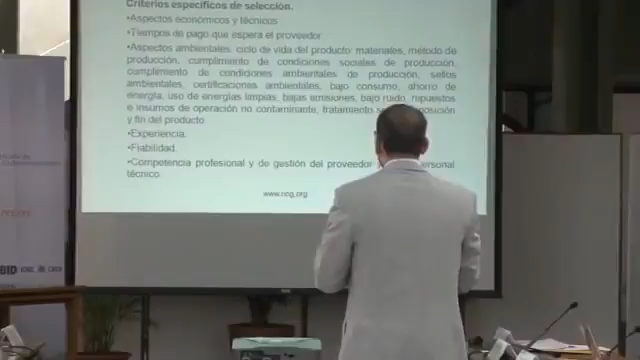 Criterios específicos de selección.
•Aspectos económicos y técnicos
•Tiempos de pago que espera el proveedor
•Aspectos ambientales, ciclo de vida del producto: materiales, método de
producción, cumplimiento de condiciones sociales de producción,
cumplimiento de condiciones ambientales de producción, sellos
ambientales, certificaciones ambientales, bajo consumo, ahorro de
energía, uso de energías limpias, bajas emisiones, bajo ruido, repuestos
e insumos de operación no contaminante, tratamiento
y fin del producto.
•Experiencia.
•Fiabilidad.
•Competencia profesional y de gestión del proveedor
técnico.
BID